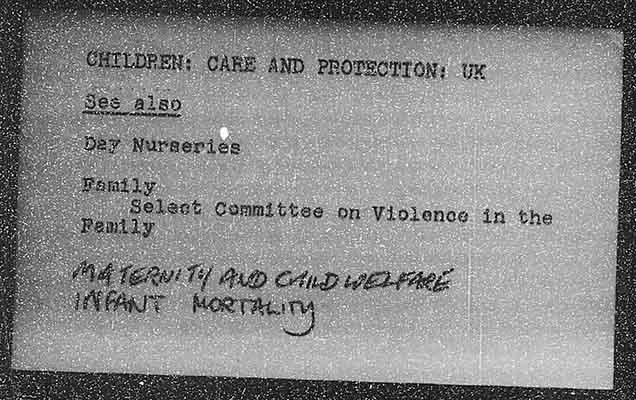 CHILDREN: CARE AND PROTECTION: UK
See also
Day Nurseries
Family
Select Committee on Violence in the
Family
MATERNITY AND CHILD WELFARE
INFANT MORTALITY